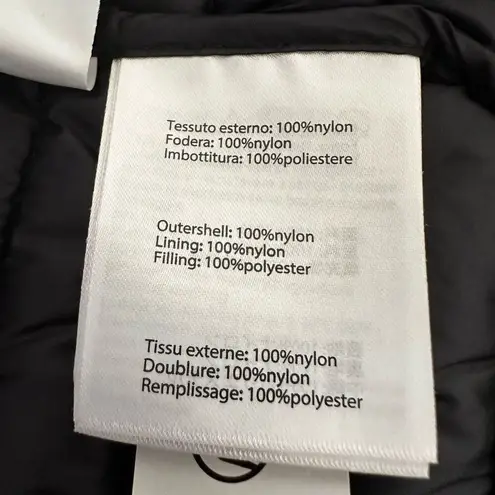 Tessuto esterno: 100%nylon
Fodera: 100%nylon
Imbottitura: 100%poliestere
Outershell: 100%nylon
Lining: 100%nylon
Filling: 100%polyester
Tissu externe: 100%nylon
Doublure: 100%nylon
Remplissage: 100%polyester